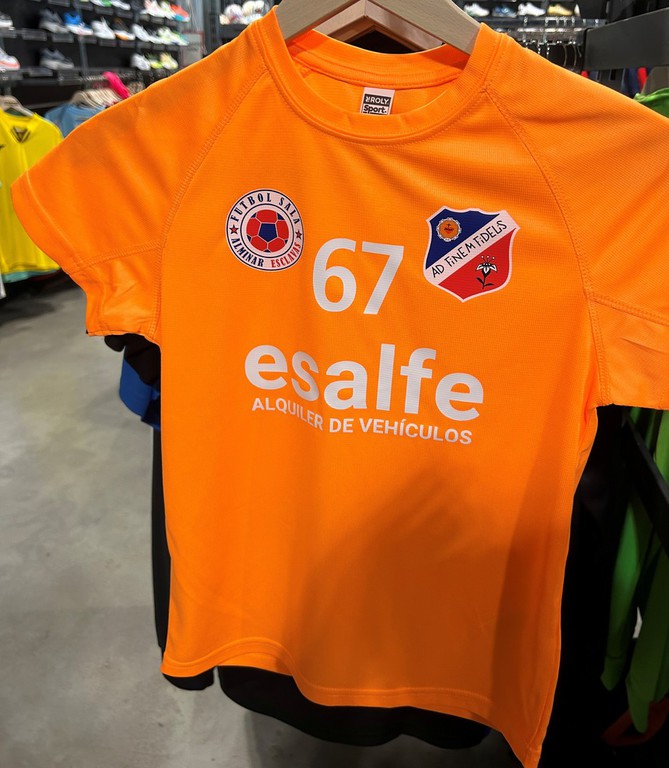 ROLY
Sport
FUTBOL SALA
ALMINAR ESCLAVAS
67
AD FINEM FIDELIS
esalfe
ALQUILER DE VEHÍCULOS